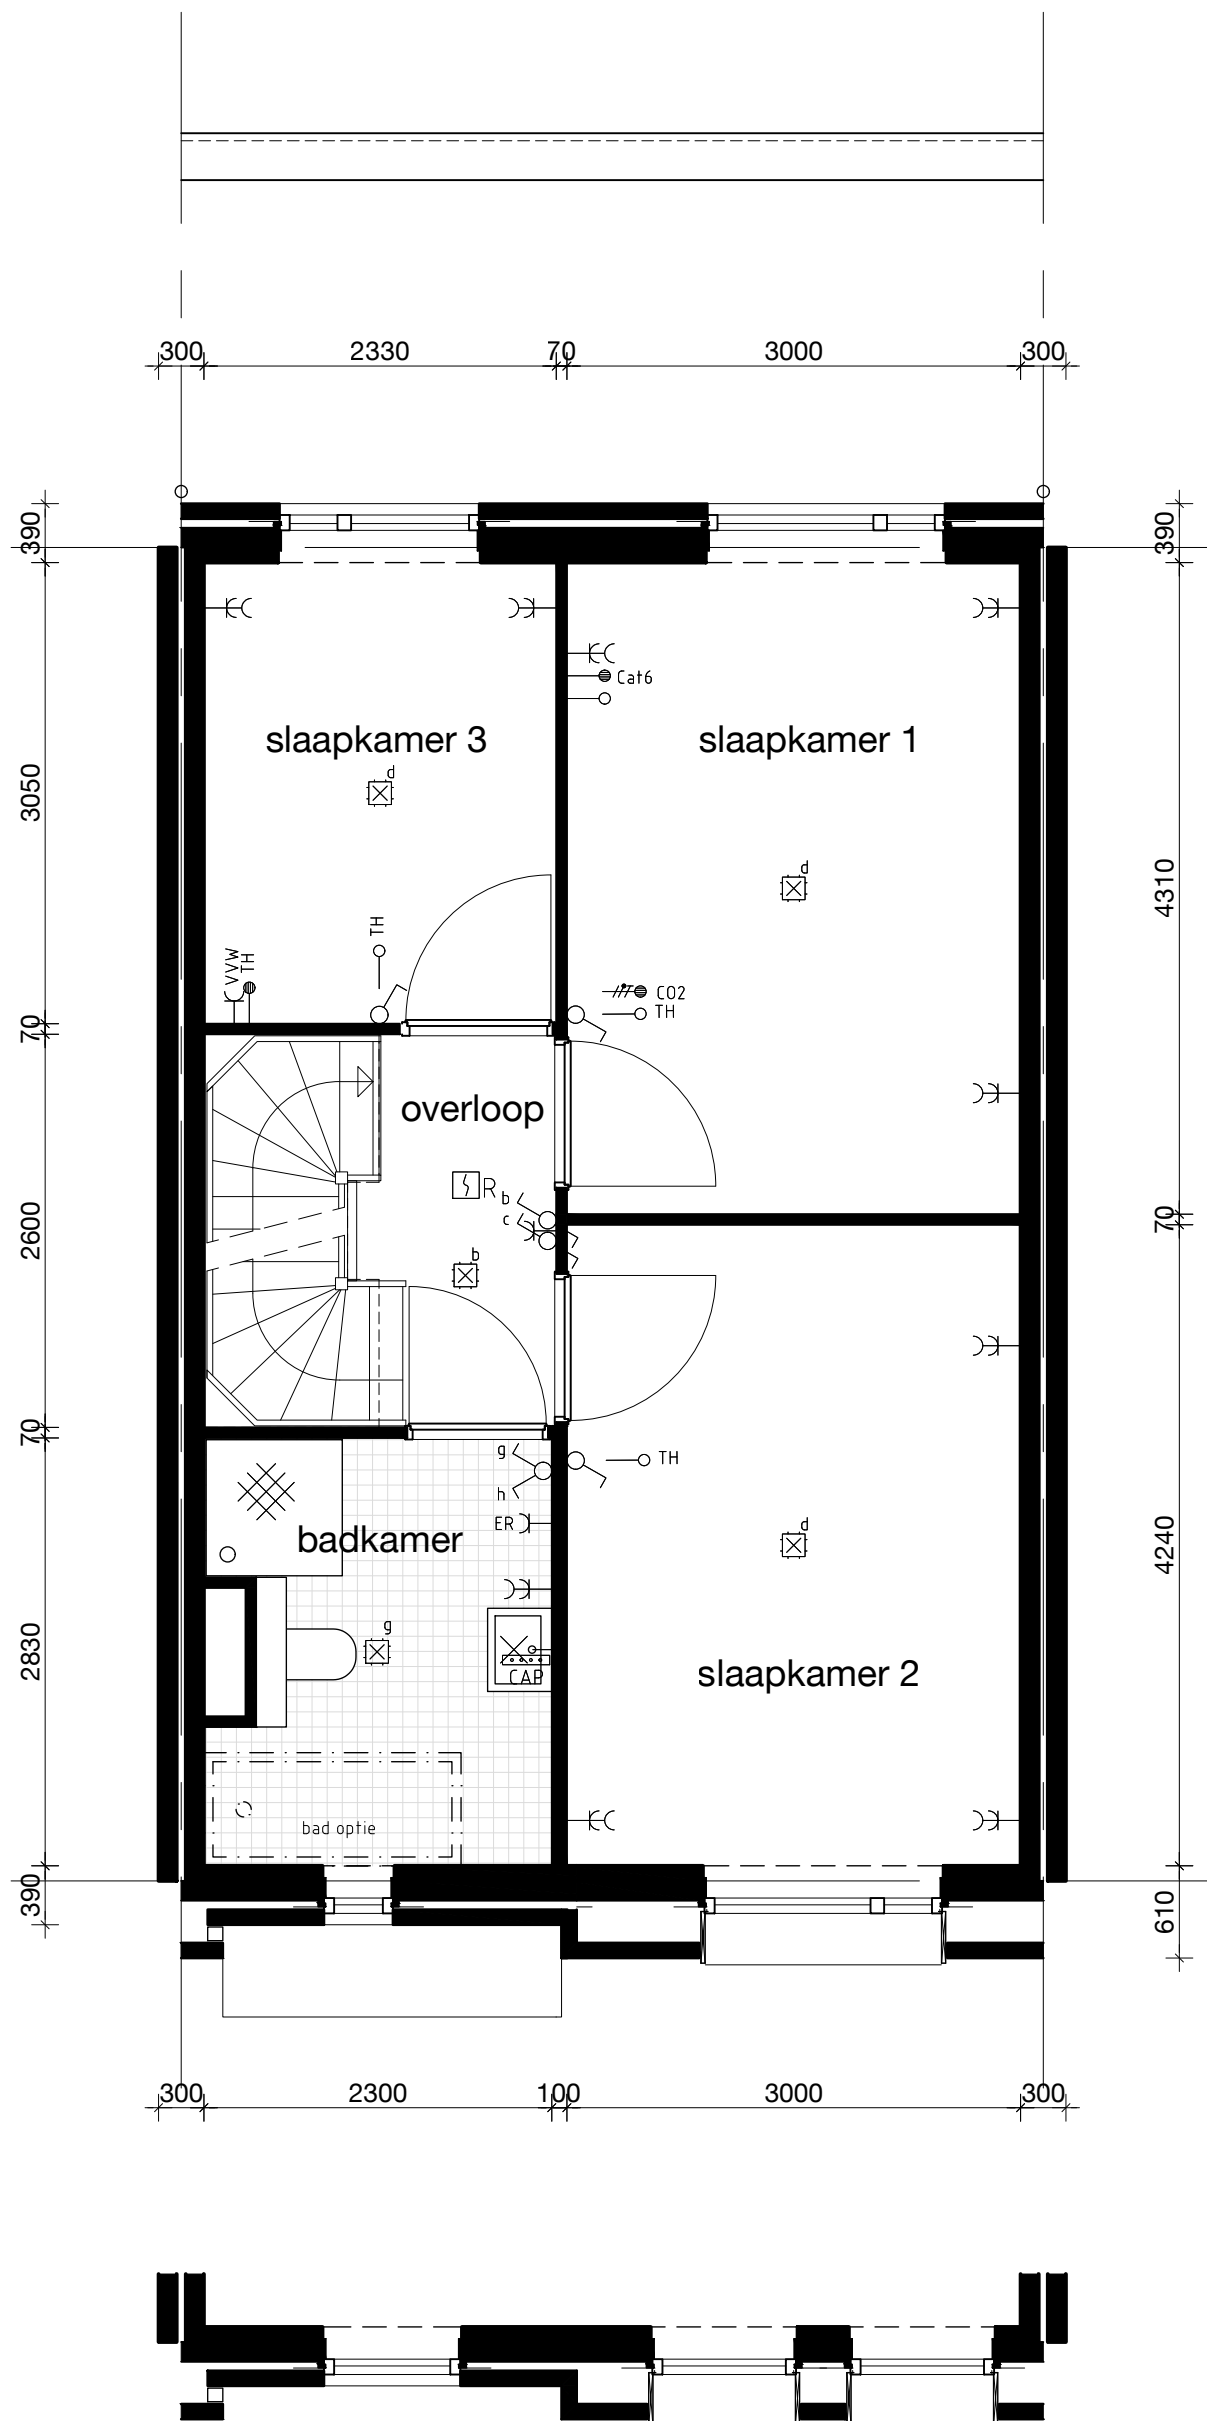 300 2330 70 3000 300
390 390
Cat6
slaapkamer 3 slaapkamer 1
d
3050
d
4310
TH
VVW
TH
CO2
TH
70
overloop
R
b
c
2600
70
b
70
g
TH
h
ER
badkamer
d
4240
g
2830
CAP
slaapkamer 2
bad optie
390
610
300 2300 100 3000 300